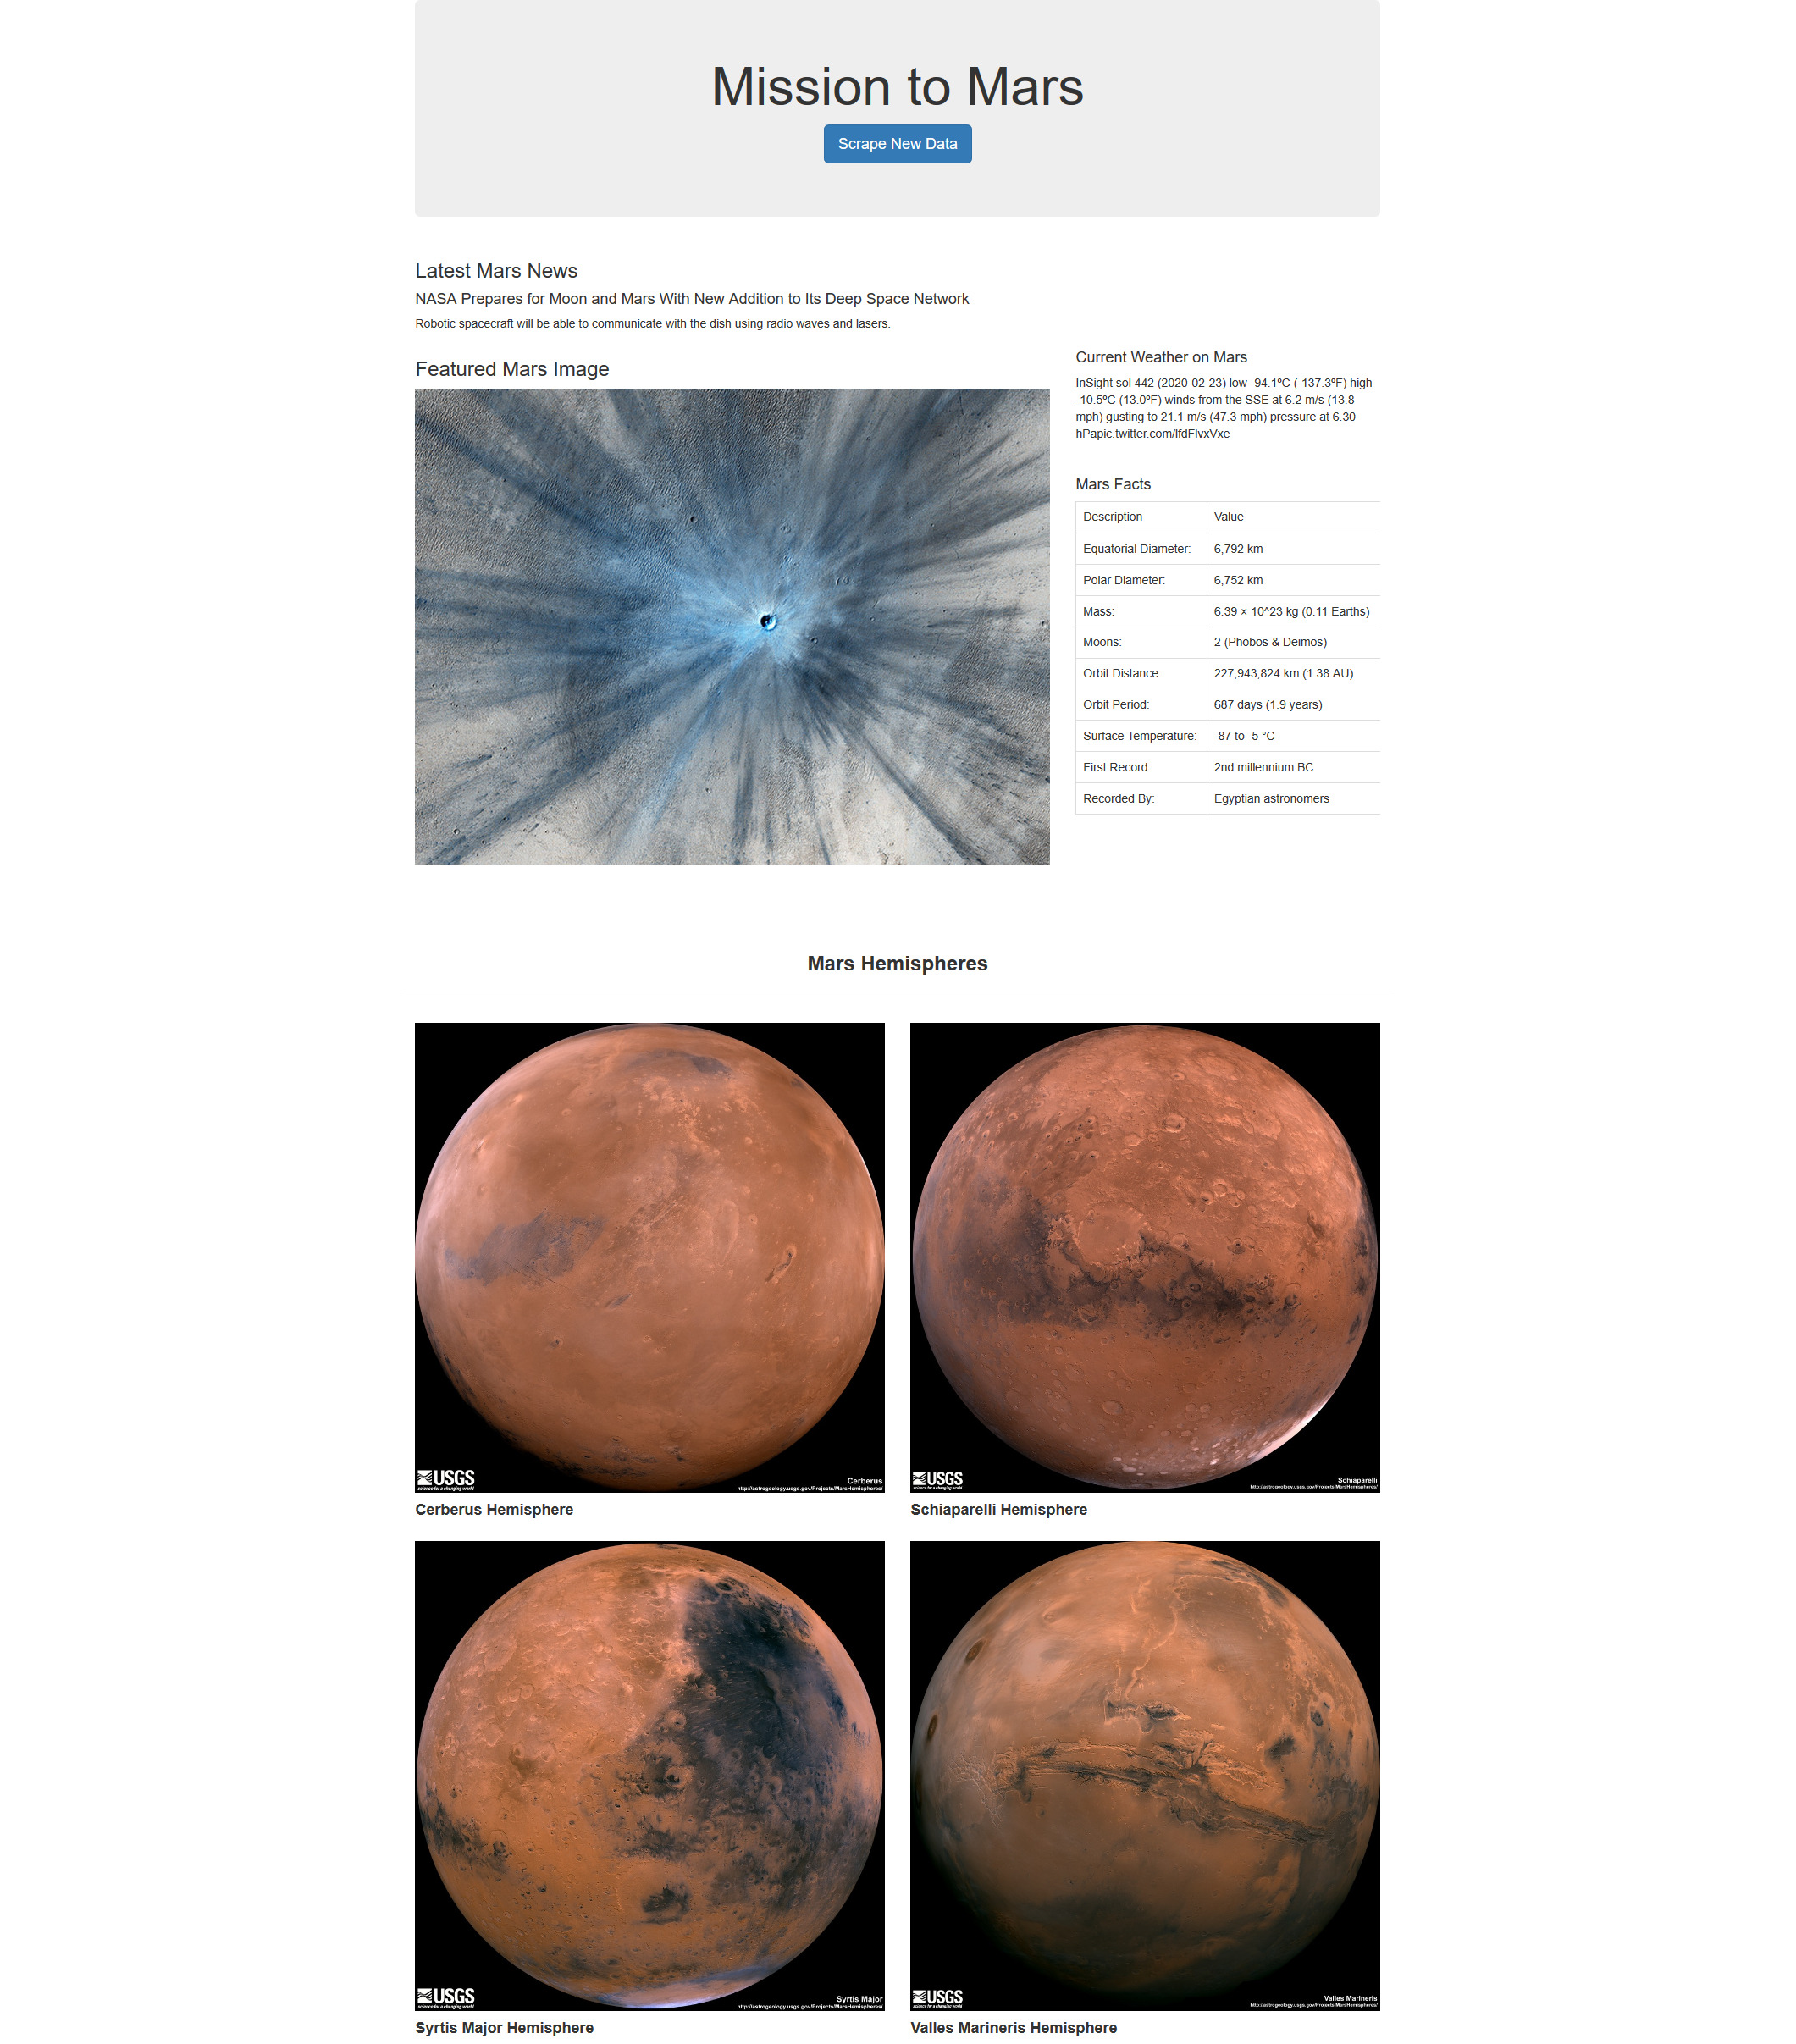 Mission to Mars
Scrape New Data
Latest Mars News
NASA Prepares for Moon and Mars With New Addition to Its Deep Space Network
Robotic spacecraft will be able to communicate with the dish using radio waves and lasers.
Featured Mars Image
Current Weather on Mars
InSight sol 442 (2020-02-23) low -94.1ºC (-137.3ºF) high
-10.5ºC (13.0ºF) winds from the SSE at 6.2 m/s (13.8
mph) gusting to 21.1 m/s (47.3 mph) pressure at 6.30
hPapic.twitter.com/lfdFlvxVxe
Mars Facts
Description Value
Equatorial Diameter: 6,792 km
Polar Diameter: 6,752 km
Mass: 6.39 × 10^23 kg (0.11 Earths)
Moons: 2 (Phobos & Deimos)
Orbit Distance: 227,943,824 km (1.38 AU)
Orbit Period: 687 days (1.9 years)
Surface Temperature: -87 to -5 °C
First Record: 2nd millennium BC
Recorded By: Egyptian astronomers
Mars Hemispheres
USGS
science for a changing world
Cerberus
http://astrogeology.usgs.gov/Projects/MarsHemispheres/
Cerberus Hemisphere
USGS
science for a changing world
Schiaparelli
http://astrogeology.usgs.gov/Projects/MarsHemispheres/
Schiaparelli Hemisphere
USGS
science for a changing world
Syrtis Major
http://astrogeology.usgs.gov/Projects/MarsHemispheres/
Syrtis Major Hemisphere
USGS
science for a changing world
Valles Marineris
http://astrogeology.usgs.gov/Projects/MarsHemispheres/
Valles Marineris Hemisphere